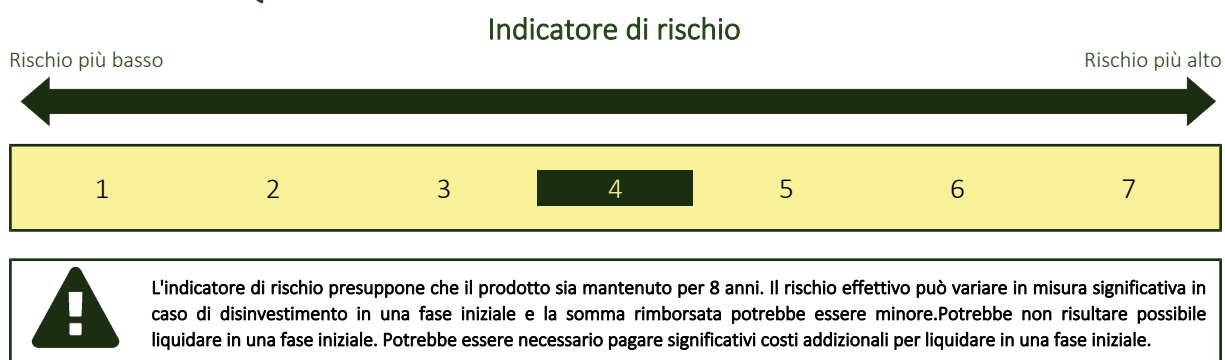 Indicatore di rischio
Rischio più basso Rischio più alto
1 2 3 4 5 6 7
L'indicatore di rischio presuppone che il prodotto sia mantenuto per 8 anni. Il rischio effettivo può variare in misura significativa in
caso di disinvestimento in una fase iniziale e la somma rimborsata potrebbe essere minore.Potrebbe non risultare possibile
liquidare in una fase iniziale. Potrebbe essere necessario pagare significativi costi addizionali per liquidare in una fase iniziale.